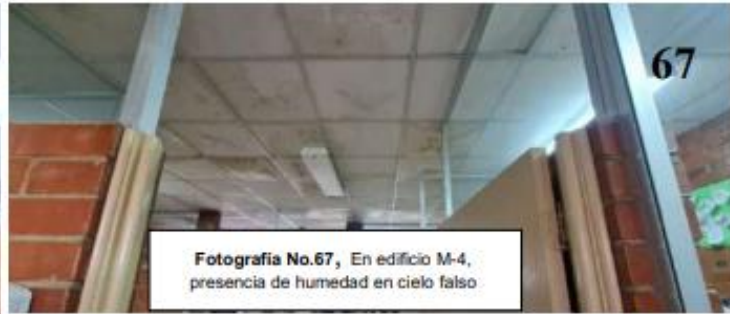 67
Fotografía No.67, En edificio M-4,
presencia de humedad en cielo falso